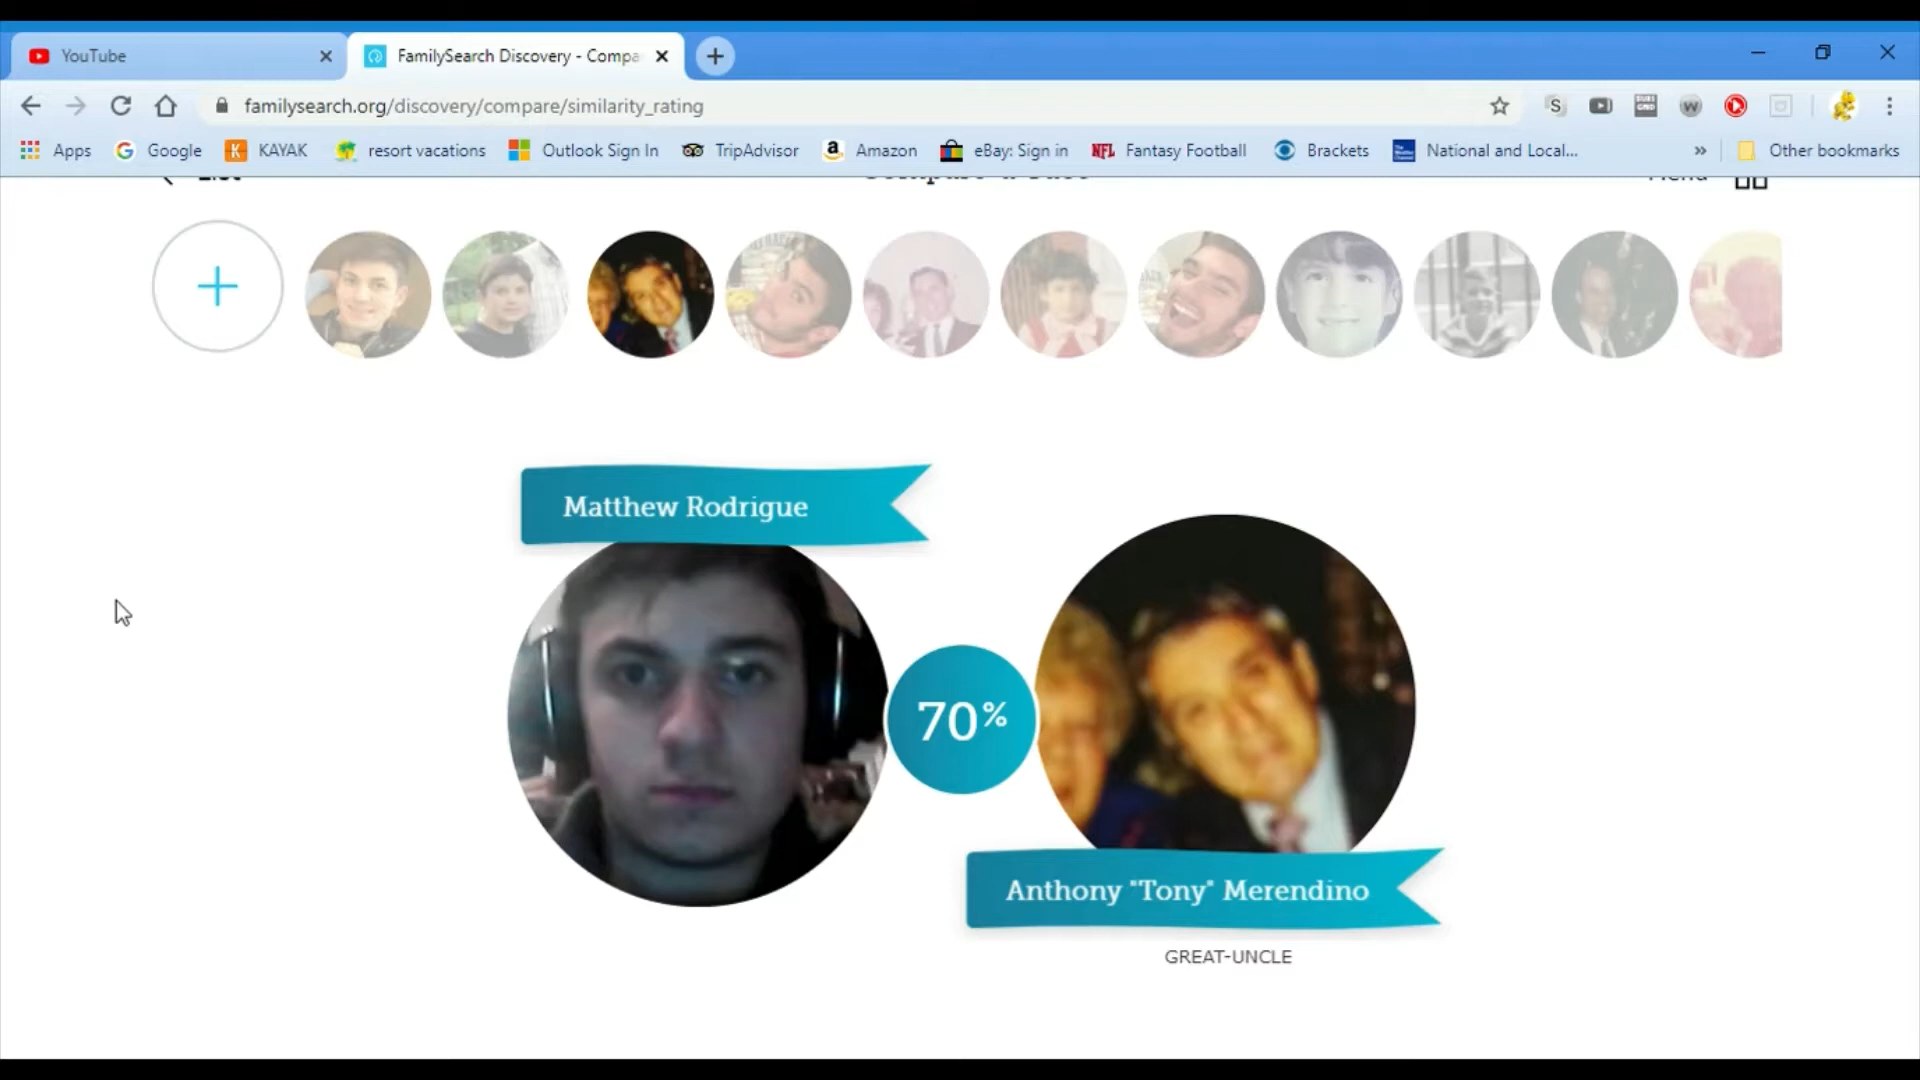 YouTube
FamilySearch Discovery - Compa
familysearch.org/discovery/compare/similarity_rating
Apps Google KAYAK resort vacations Outlook Sign In TripAdvisor Amazon eBay: Sign in NFL Fantasy Football Brackets National and Local... » Other bookmarks
Matthew Rodrigue
70%
Anthony "Tony" Merendino
GREAT-UNCLE